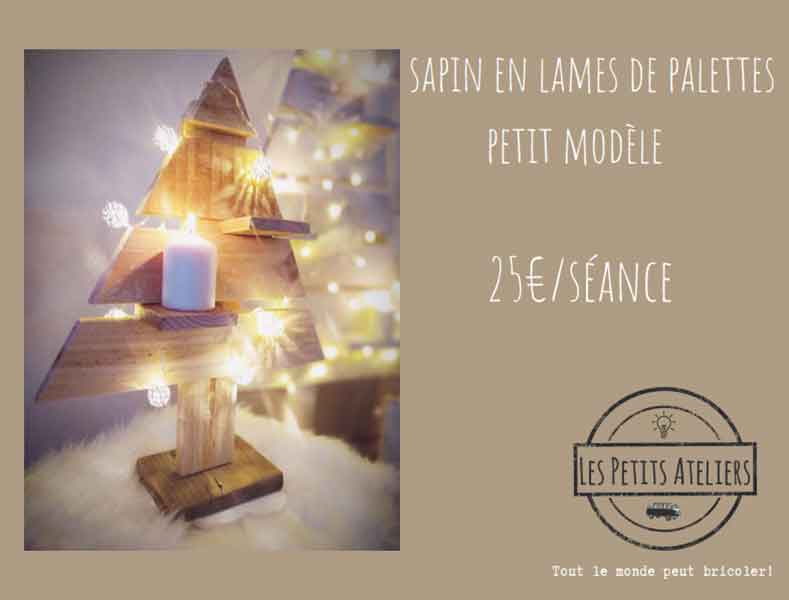 SAPIN EN LAMES DE PALETTES
PETIT MODÈLE
25€/SÉANCE
LES PETITS ATELIERS
Tout le monde peut bricoler!